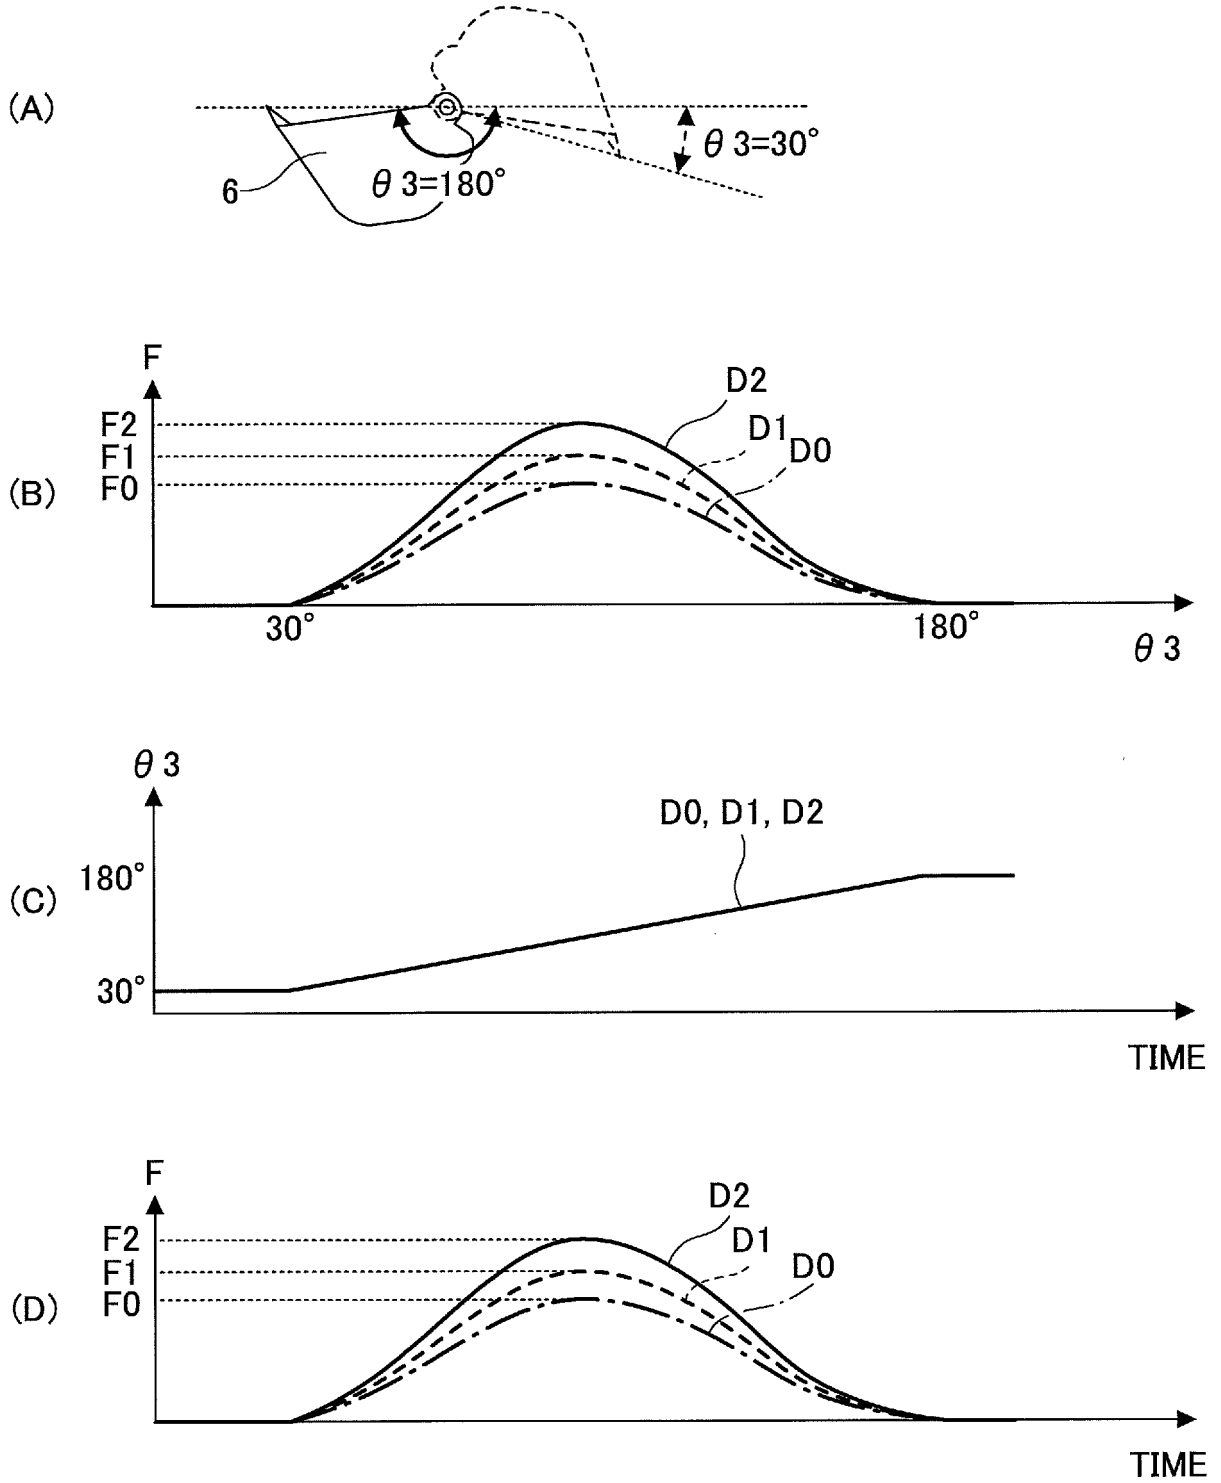 (A)
θ 3=30°
6
θ 3=180°
F
D2
F2
D1
D0
F1
(B)
F0
30°
180°
θ 3
θ 3
D0, D1, D2
180°
(C)
30°
TIME
F
D2
F2
D1
F1
D0
(D)
F0
TIME